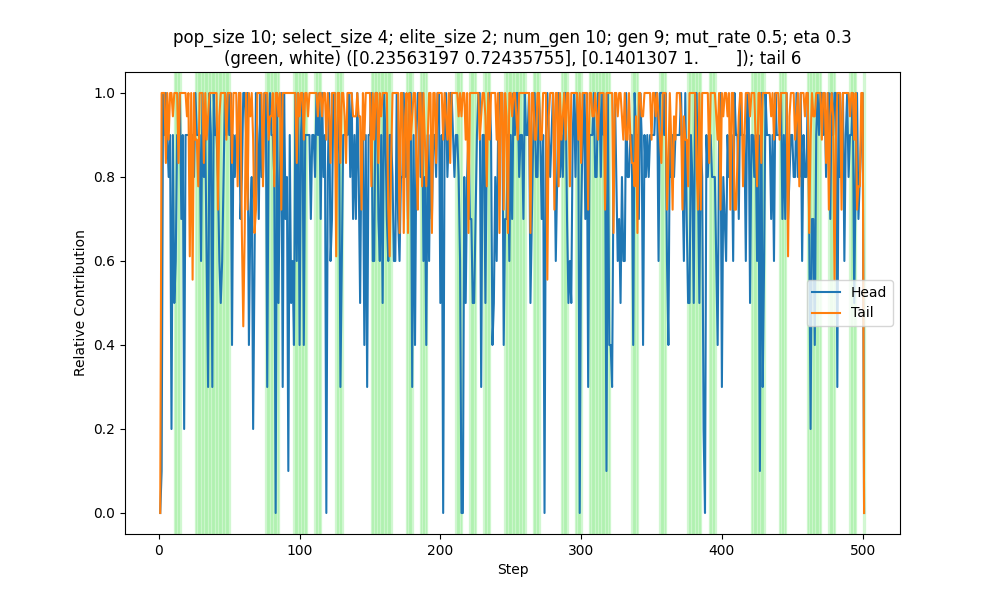 pop_size 10; select_size 4; elite_size 2; num_gen 10; gen 9; mut_rate 0.5; eta 0.3
(green, white) ([0.23563197 0.72435755], [0.1401307 1.        ]); tail 6
1.0
0.8
0.6
0.4
0.2
0.0
Relative Contribution
Head
Tail
0
100
200
300
400
500
Step